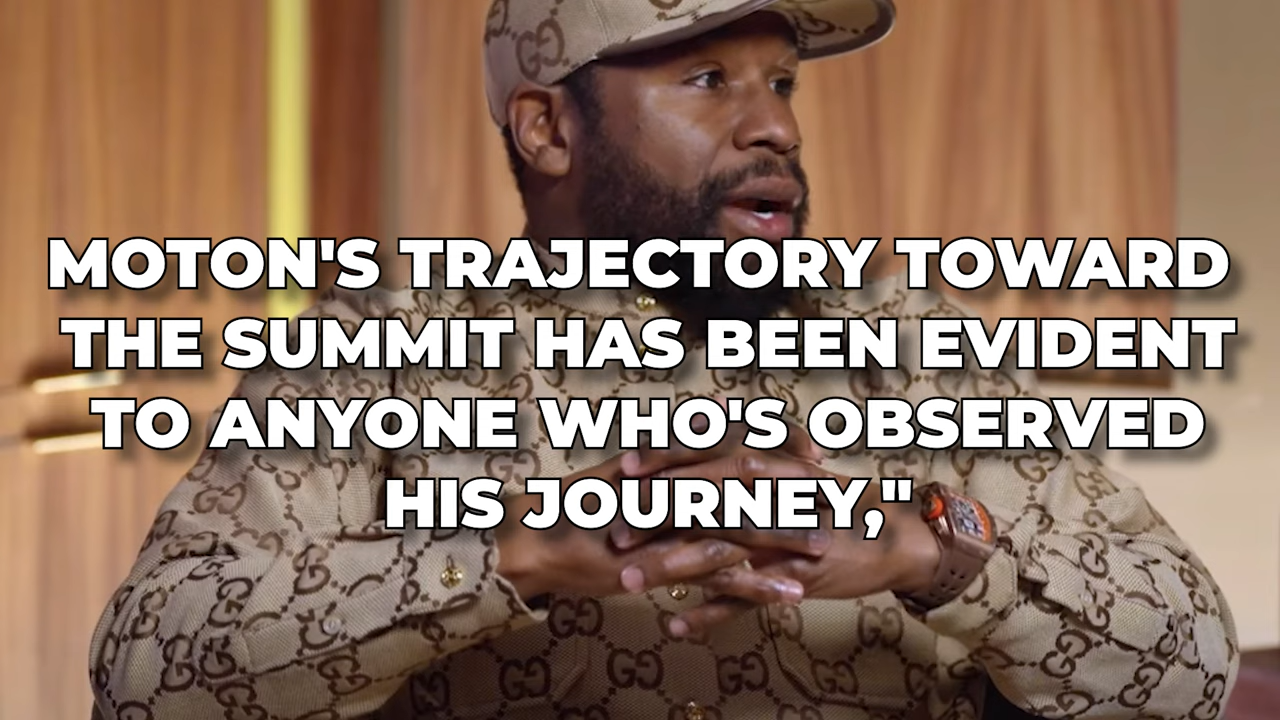 MOTON'S TRAJECTORY TOWARD
THE SUMMIT HAS BEEN EVIDENT
TO ANYONE WHO'S OBSERVED
HIS JOURNEY,"